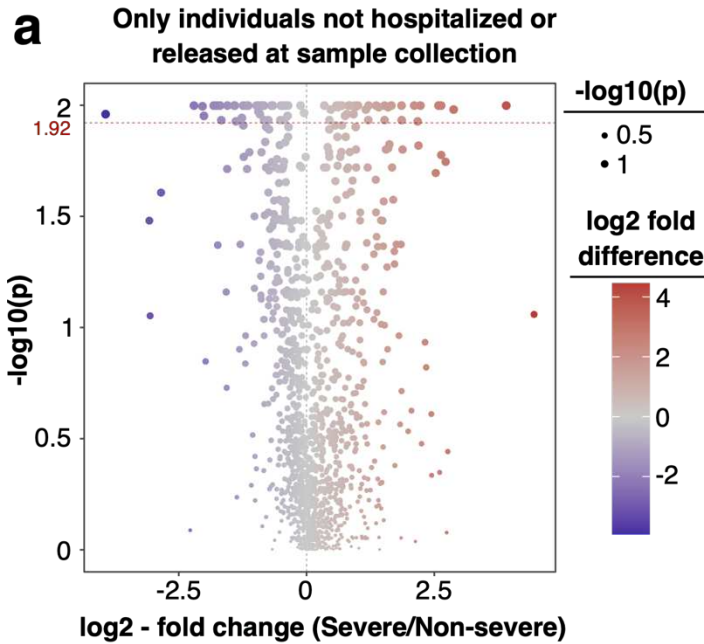 a
Only individuals not hospitalized or
released at sample collection
2
1.92
1.5
1
0.5
0
-log10(p)
-2.5
0
2.5
log2 - fold change (Severe/Non-severe)
-log10(p)
0.5
1
log2 fold
difference
4
2
0
-2